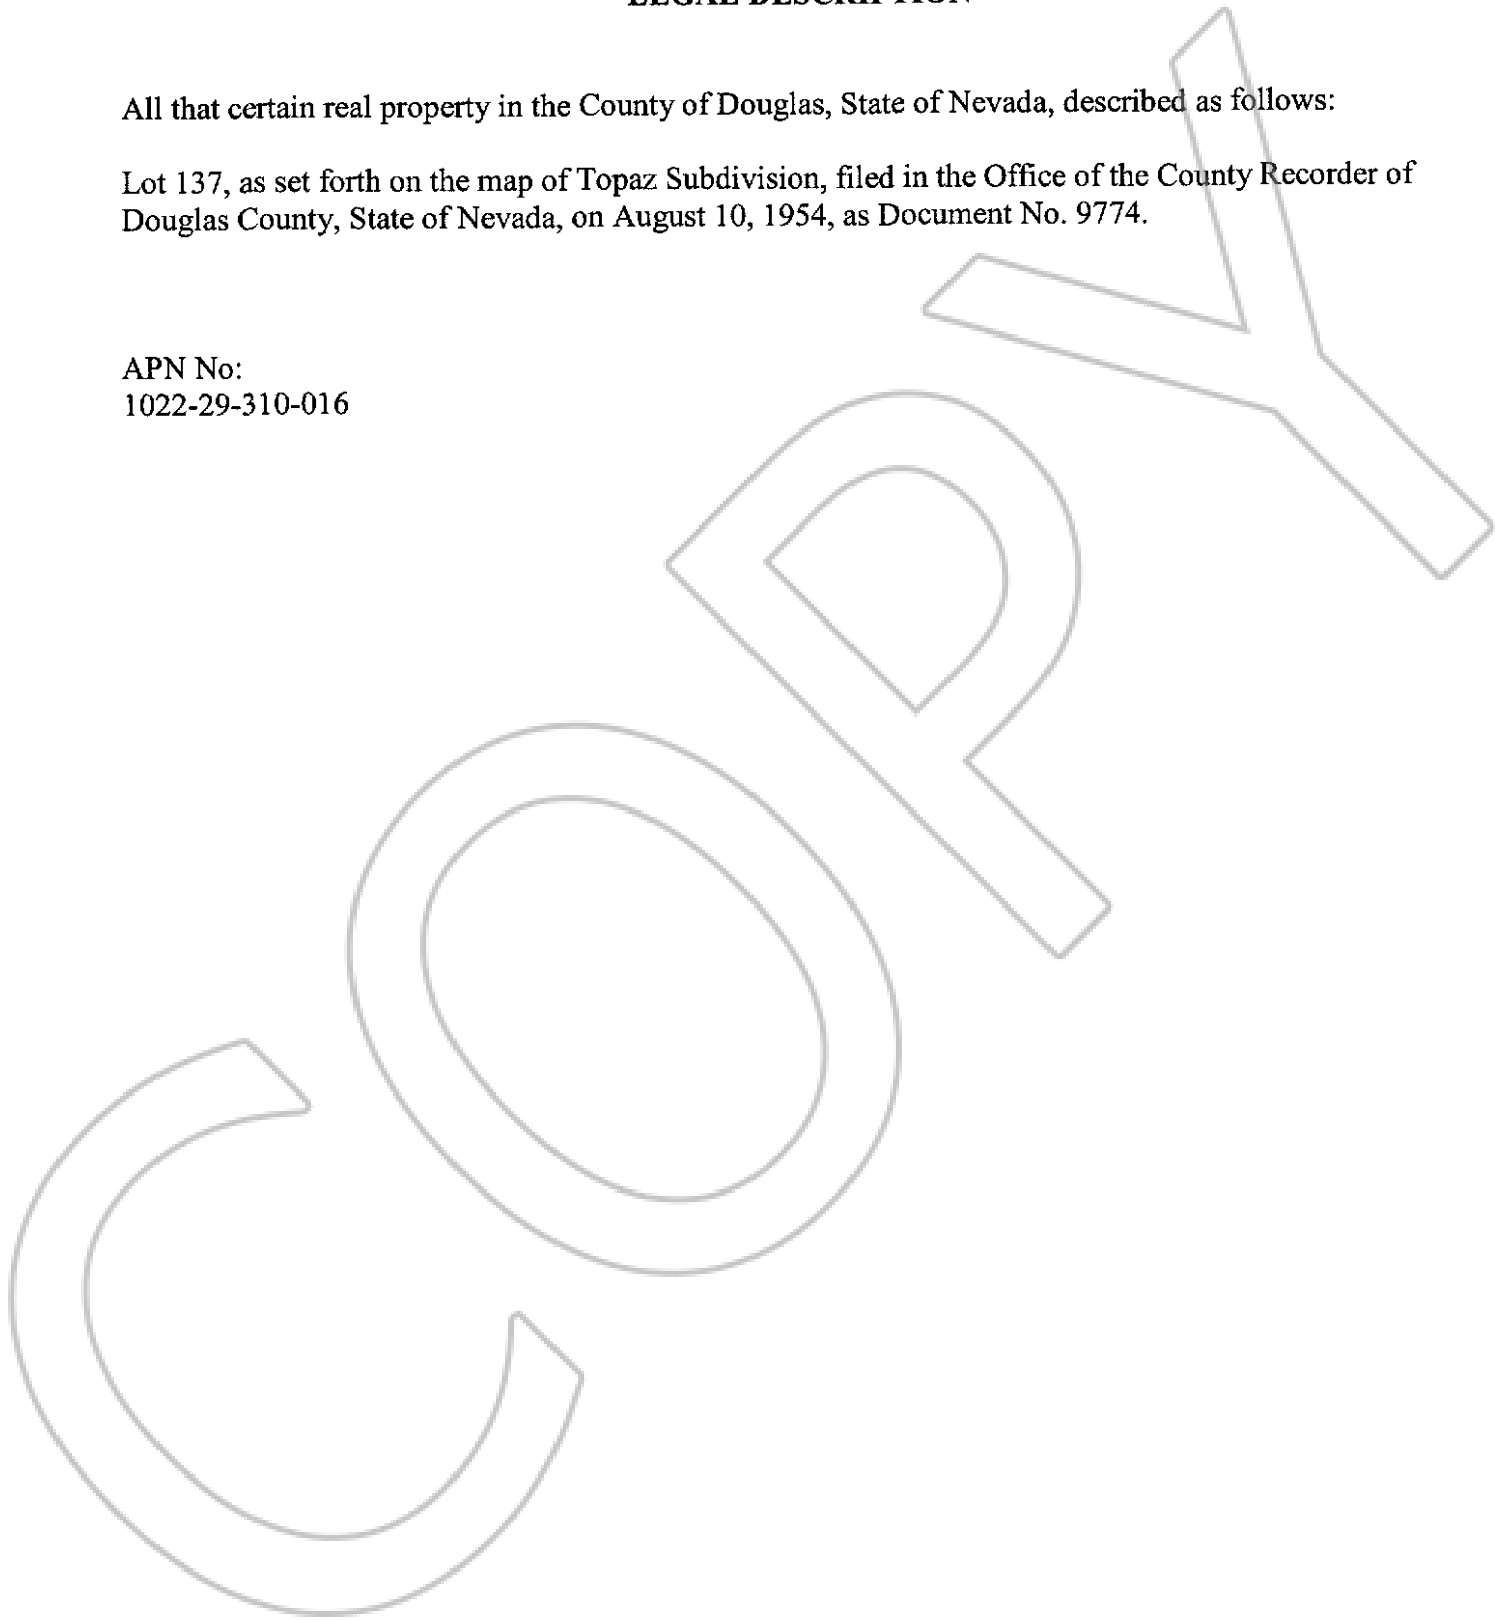 LEGAL DESCRIPTION
All that certain real property in the County of Douglas, State of Nevada, described as follows:
Lot 137, as set forth on the map of Topaz Subdivision, filed in the Office of the County Recorder of
Douglas County, State of Nevada, on August 10, 1954, as Document No. 9774.
APN No:
1022-29-310-016
COPY